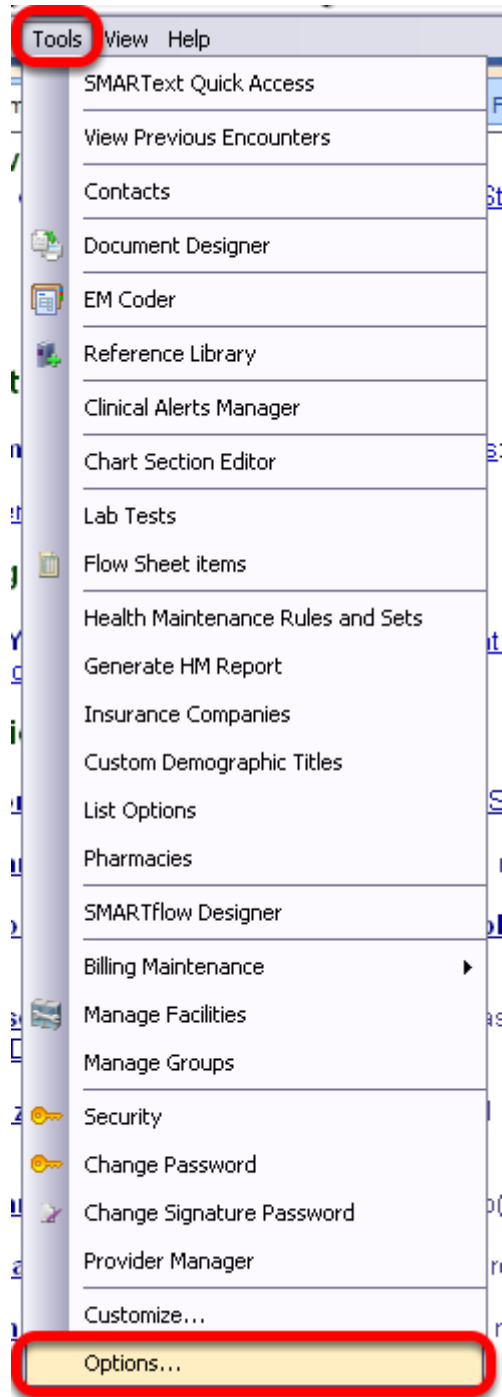 Tools View Help
SMARText Quick Access
View Previous Encounters
Contacts
Document Designer
EM Coder
Reference Library
Clinical Alerts Manager
Chart Section Editor
Lab Tests
Flow Sheet items
Health Maintenance Rules and Sets
Generate HM Report
Insurance Companies
Custom Demographic Titles
List Options
Pharmacies
SMARTflow Designer
Billing Maintenance
Manage Facilities
Manage Groups
Security
Change Password
Change Signature Password
Provider Manager
Customize...
Options...